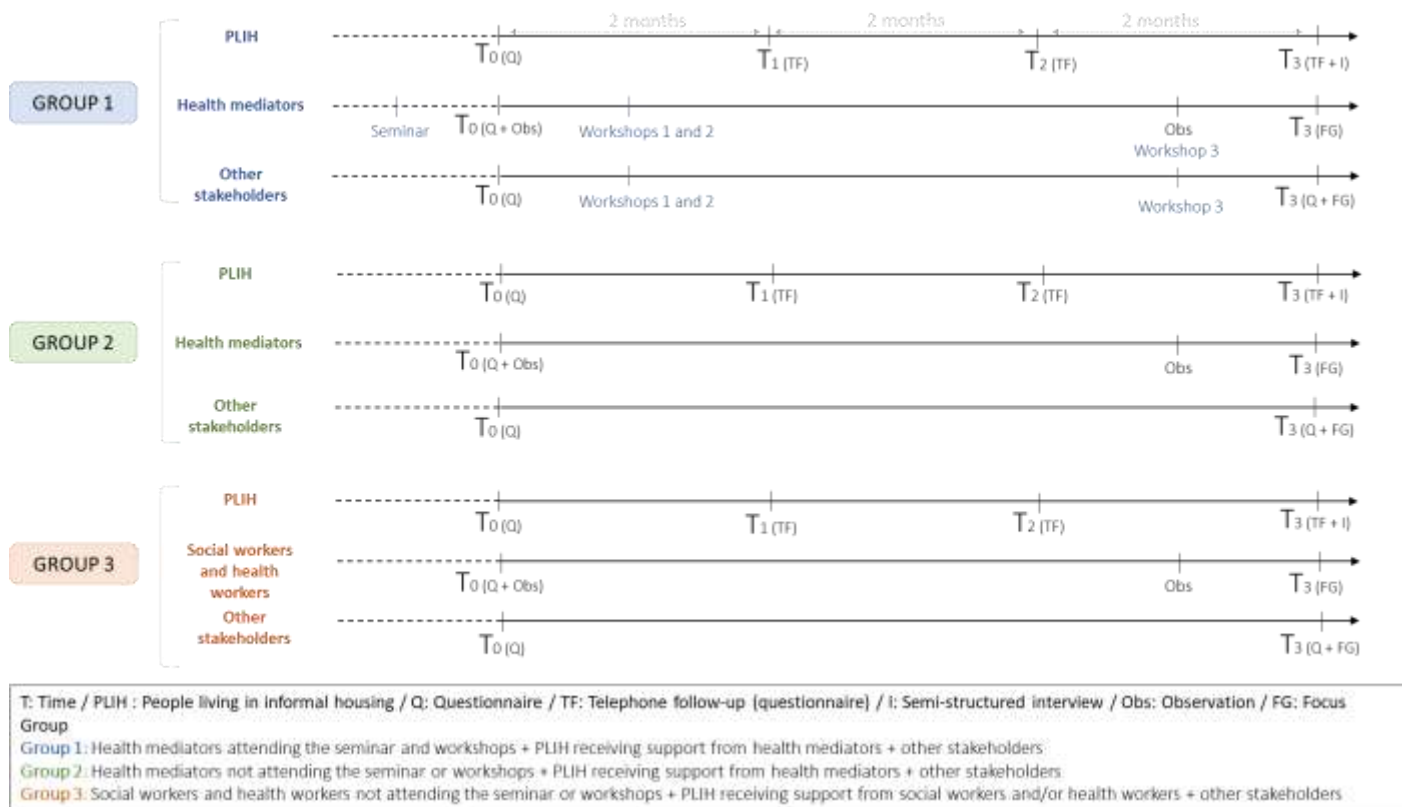 2 months 2 months 2 months
PLIH
T0 (Q) T1 (TF) T2 (TF) T3 (TF + I)
GROUP 1
Health mediators
Seminar T0 (Q + Obs) Workshops 1 and 2 Obs T3 (FG)
Workshop 3
Other
stakeholders
T0 (Q) Workshops 1 and 2 Workshop 3 T3 (Q + FG)
PLIH
T0 (Q) T1 (TF) T2 (TF) T3 (TF + I)
GROUP 2
Health mediators
T0 (Q + Obs) Obs T3 (FG)
Other
stakeholders
T0 (Q) T3 (Q + FG)
PLIH
T0 (Q) T1 (TF) T2 (TF) T3 (TF + I)
GROUP 3
Social workers
and health
workers
T0 (Q + Obs) Obs T3 (FG)
Other
stakeholders
T0 (Q) T3 (Q + FG)
T: Time / PLIH : People living in informal housing / Q: Questionnaire / TF: Telephone follow-up (questionnaire) / I: Semi-structured interview / Obs: Observation / FG: Focus
Group
Group 1: Health mediators attending the seminar and workshops + PLIH receiving support from health mediators + other stakeholders
Group 2: Health mediators not attending the seminar or workshops + PLIH receiving support from health mediators + other stakeholders
Group 3: Social workers and health workers not attending the seminar or workshops + PLIH receiving support from social workers and/or health workers + other stakeholders